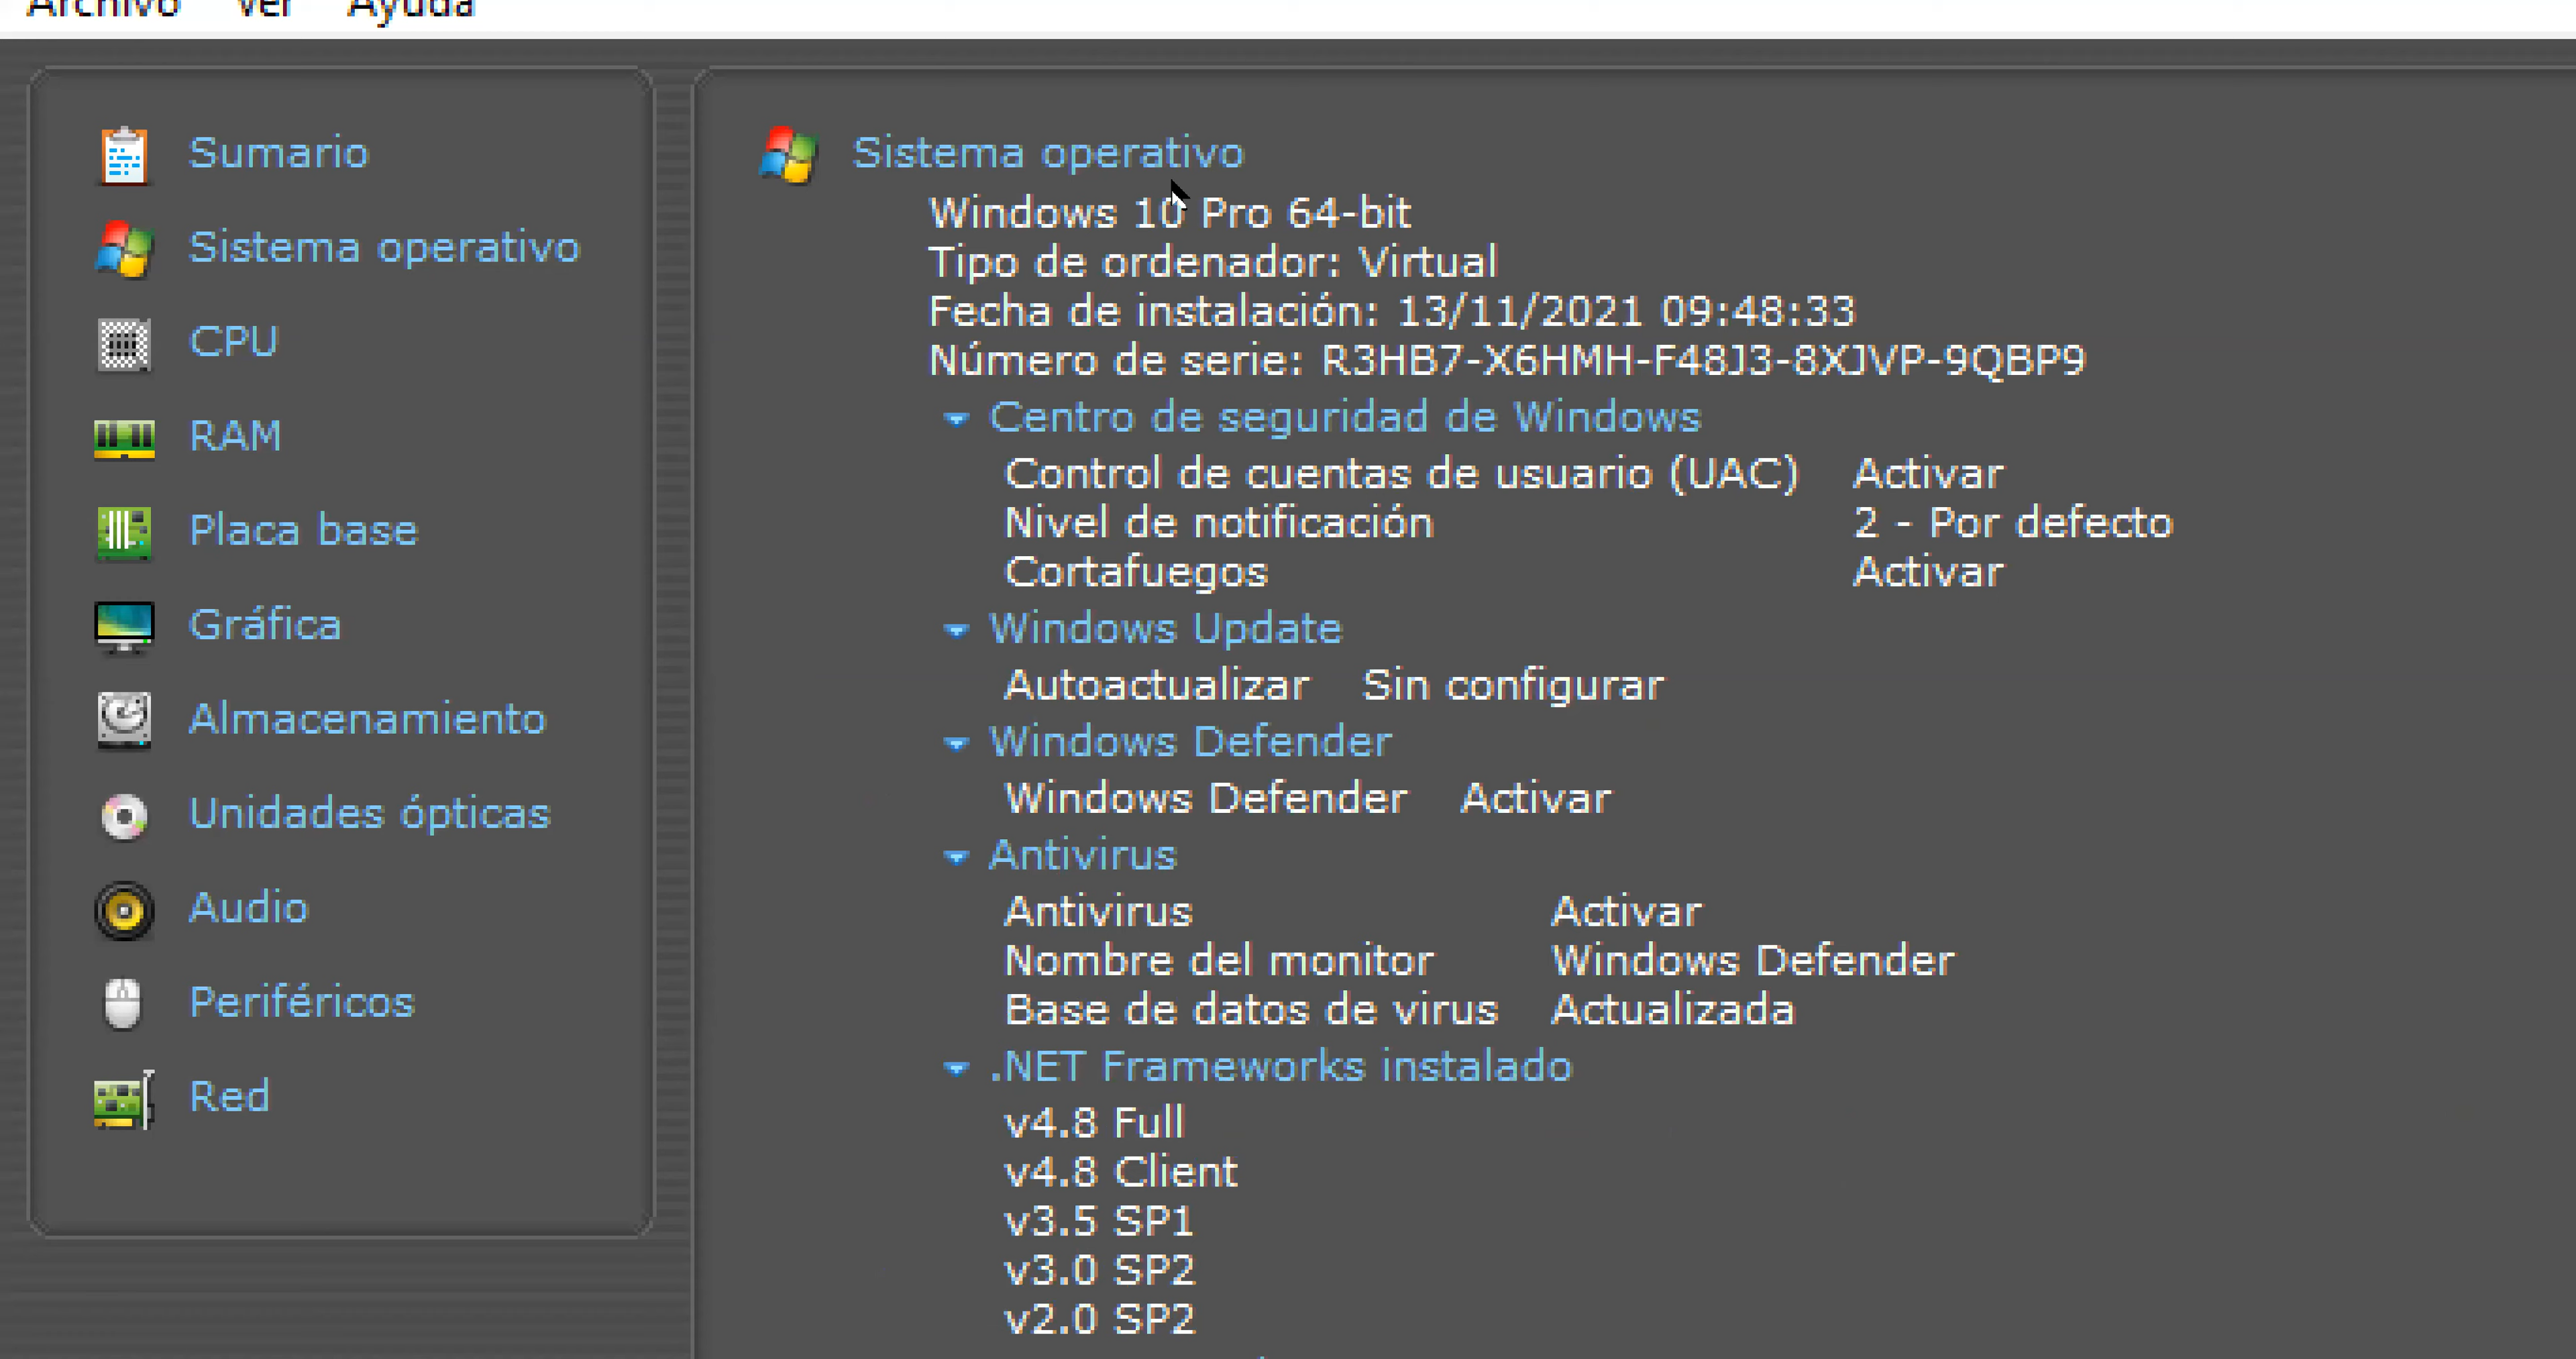 Archivo Ver Ayuda
Sumario
Sistema operativo
CPU
RAM
Placa base
Gráfica
Almacenamiento
Unidades ópticas
Audio
Periféricos
Red
Sistema operativo
Windows 10 Pro 64-bit
Tipo de ordenador: Virtual
Fecha de instalación: 13/11/2021 09:48:33
Número de serie: R3HB7-X6HMH-F48J3-8XJVP-9QBP9
Centro de seguridad de Windows
Control de cuentas de usuario (UAC) Activar
Nivel de notificación 2 - Por defecto
Cortafuegos Activar
Windows Update
Autoactualizar Sin configurar
Windows Defender
Windows Defender Activar
Antivirus
Antivirus Activar
Nombre del monitor Windows Defender
Base de datos de virus Actualizada
.NET Frameworks instalado
v4.8 Full
v4.8 Client
v3.5 SP1
v3.0 SP2
v2.0 SP2